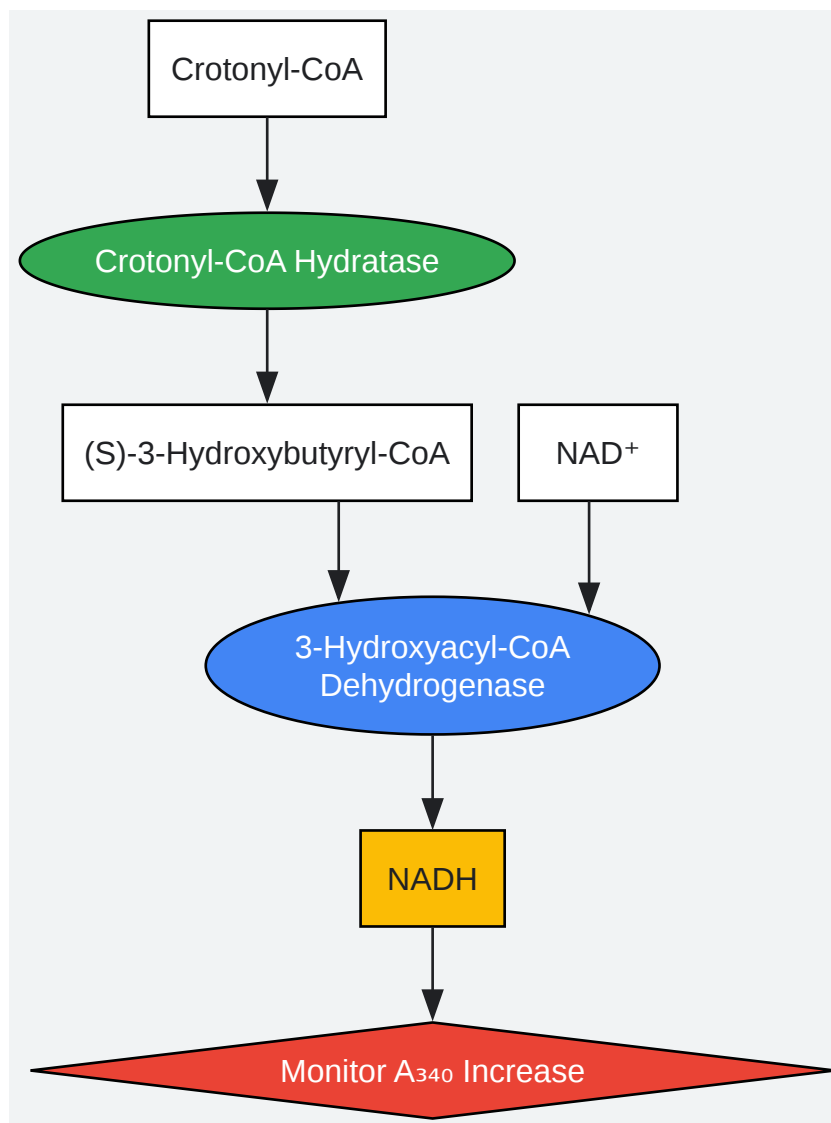 Crotonyl-CoA
Crotonyl-CoA Hydratase
(S)-3-Hydroxybutyryl-CoA
NAD⁺
3-Hydroxyacyl-CoA
Dehydrogenase
NADH
Monitor A₃₄₀ Increase